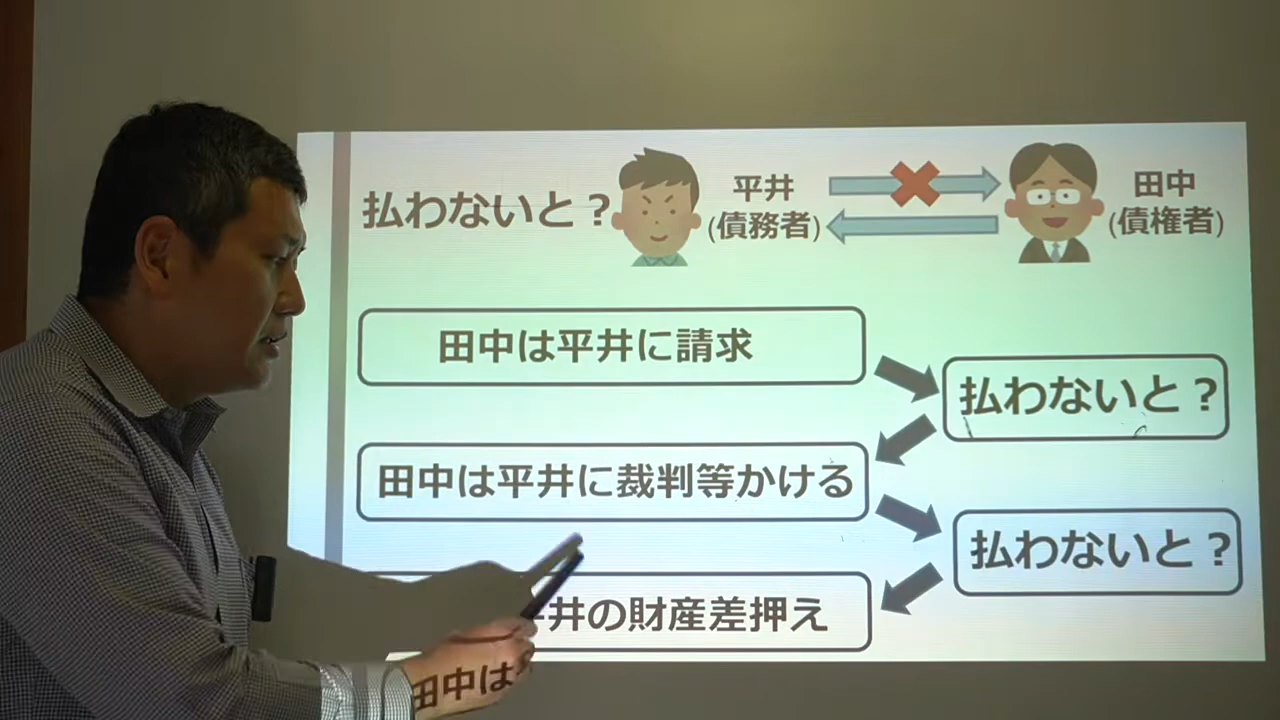 払わないと？
平井
(債務者)
田中
(債権者)
田中は平井に請求
払わないと？
田中は平井に裁判等かける
払わないと？
田中は平井の財産差押え